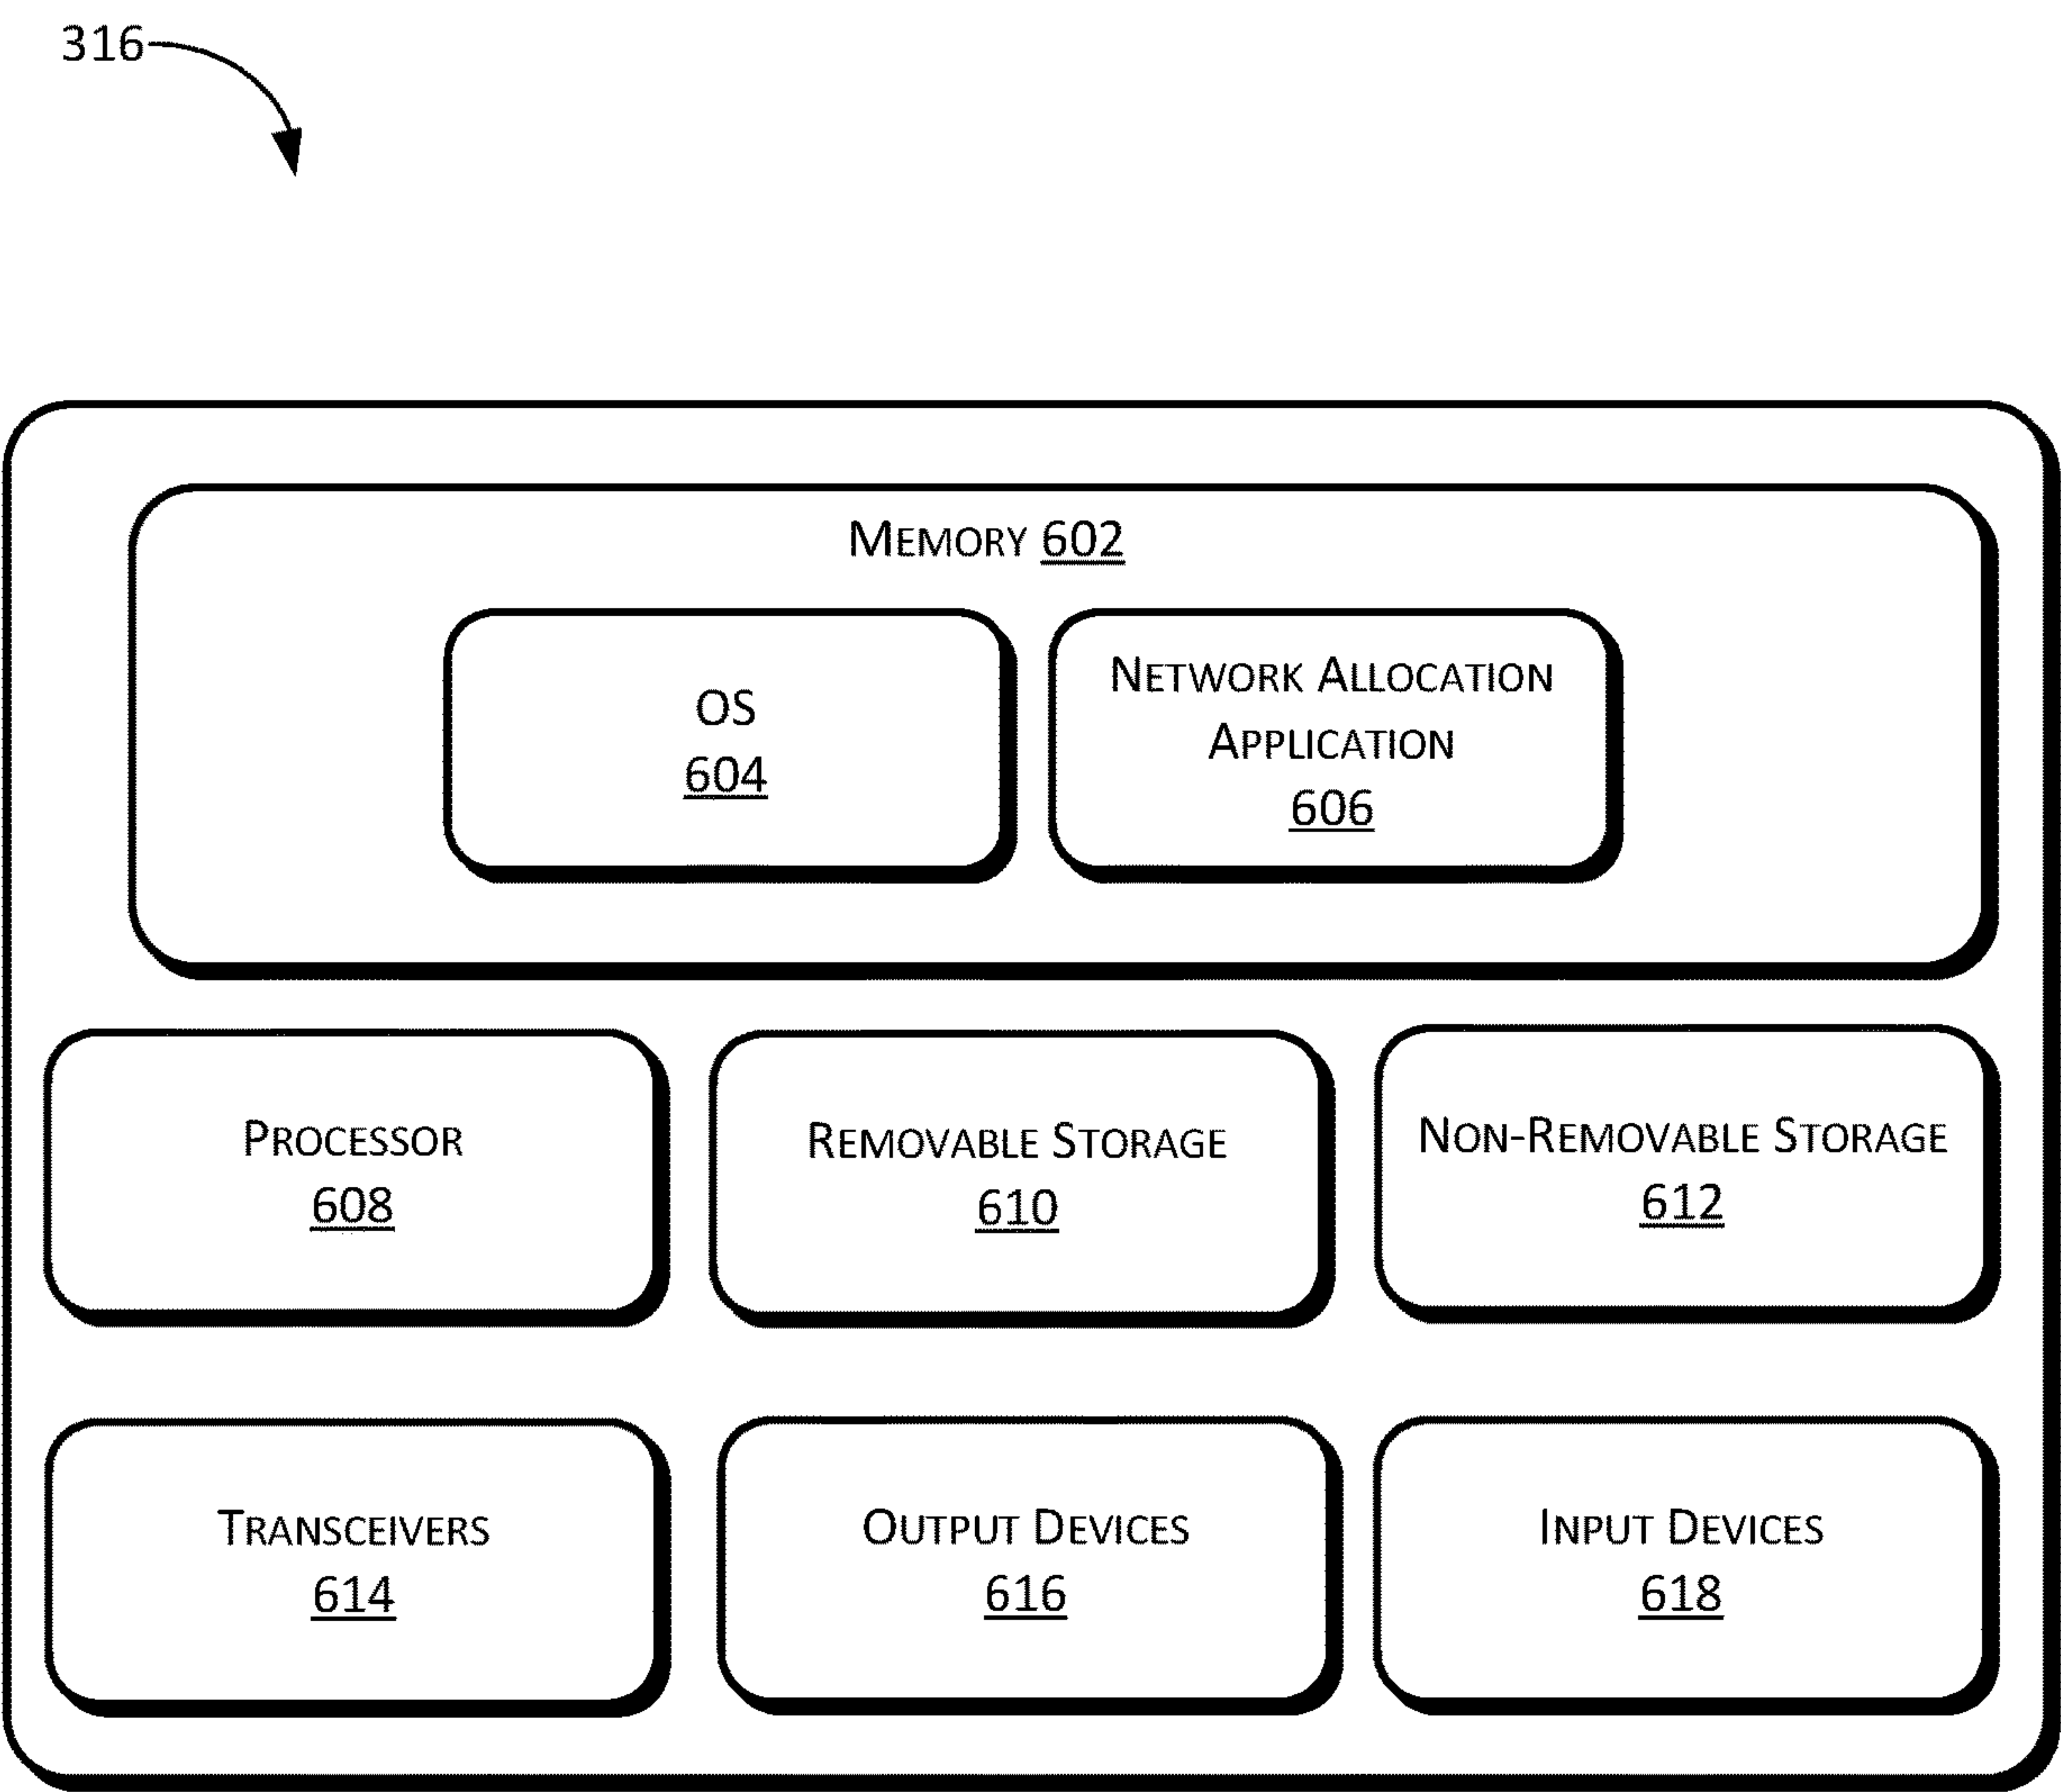 316
MEMORY 602
OS
604
NETWORK ALLOCATION
APPLICATION
606
PROCESSOR
608
REMOVABLE STORAGE
610
NON-REMOVABLE STORAGE
612
TRANSCEIVERS
614
OUTPUT DEVICES
616
INPUT DEVICES
618